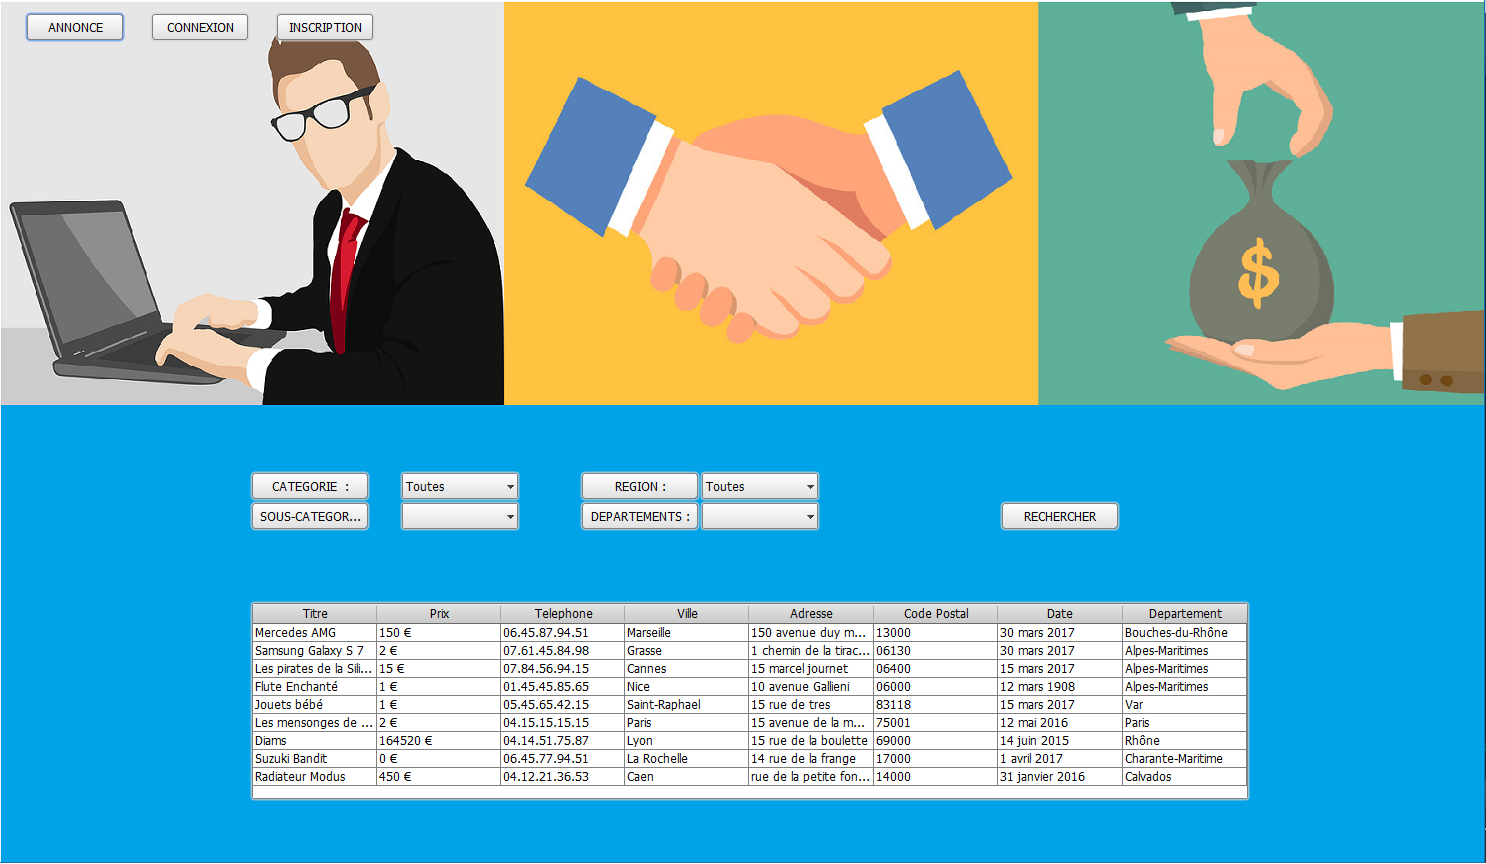 ANNONCE CONNEXION INSCRIPTION
$
CATEGORIE : Toutes REGION : Toutes
SOUS-CATEGOR... DEPARTEMENTS : RECHERCHER
Titre Prix Telephone Ville Adresse Code Postal Date Departement
Mercedes AMG 150 € 06.45.87.94.51 Marseille 150 avenue duy m... 13000 30 mars 2017 Bouches-du-Rhône
Samsung Galaxy S 7 2 € 07.61.45.84.98 Grasse 1 chemin de la tirac... 06130 30 mars 2017 Alpes-Maritimes
Les pirates de la Sili... 15 € 07.84.56.94.15 Cannes 15 marcel journet 06400 15 mars 2017 Alpes-Maritimes
Flute Enchanté 1 € 01.45.45.85.65 Nice 10 avenue Gallieni 06000 12 mars 1908 Alpes-Maritimes
Jouets bébé 1 € 05.45.65.42.15 Saint-Raphael 15 rue de tres 83118 15 mars 2017 Var
Les mensonges de ... 2 € 04.15.15.15.15 Paris 15 avenue de la m... 75001 12 mai 2016 Paris
Diams 164520 € 04.14.51.75.87 Lyon 15 rue de la boulette 69000 14 juin 2015 Rhône
Suzuki Bandit 0 € 06.45.77.94.51 La Rochelle 14 rue de la frange 17000 1 avril 2017 Charante-Maritime
Radiateur Modus 450 € 04.12.21.36.53 Caen rue de la petite fon... 14000 31 janvier 2016 Calvados